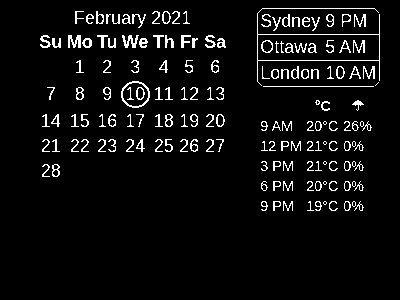 February 2021
Su Mo Tu We Th Fr Sa
1 2 3 4 5 6
7 8 9 10 11 12 13
14 15 16 17 18 19 20
21 22 23 24 25 26 27
28
Sydney 9 PM
Ottawa 5 AM
London 10 AM
°C ☂
9 AM 20°C 26%
12 PM 21°C 0%
3 PM 21°C 0%
6 PM 20°C 0%
9 PM 19°C 0%